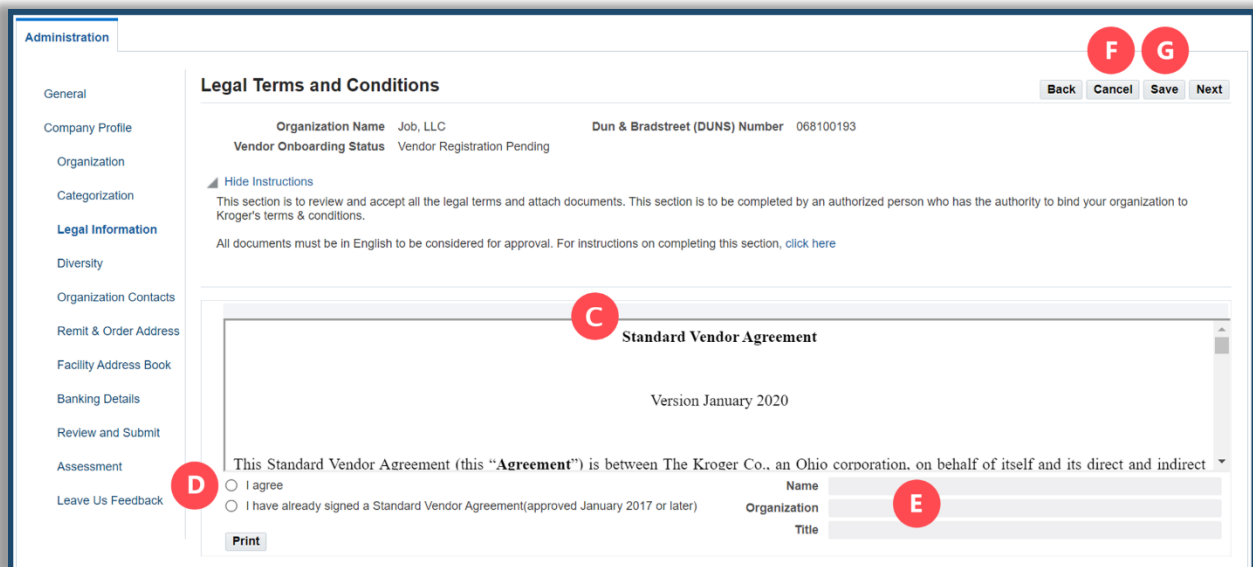 Administration
F
G
General
Company Profile
Organization
Categorization
Legal Information
Diversity
Organization Contacts
Remit & Order Address
Facility Address Book
Banking Details
Review and Submit
Assessment
Leave Us Feedback
Legal Terms and Conditions
Back Cancel Save Next
Organization Name Job, LLC Dun & Bradstreet (DUNS) Number 068100193
Vendor Onboarding Status Vendor Registration Pending
Hide Instructions
This section is to review and accept all the legal terms and attach documents. This section is to be completed by an authorized person who has the authority to bind your organization to
Kroger's terms & conditions.
All documents must be in English to be considered for approval. For instructions on completing this section, click here
C
Standard Vendor Agreement
Version January 2020
This Standard Vendor Agreement (this “Agreement”) is between The Kroger Co., an Ohio corporation, on behalf of itself and its direct and indirect
D
I agree
I have already signed a Standard Vendor Agreement(approved January 2017 or later)
Print
Name
Organization
Title
E